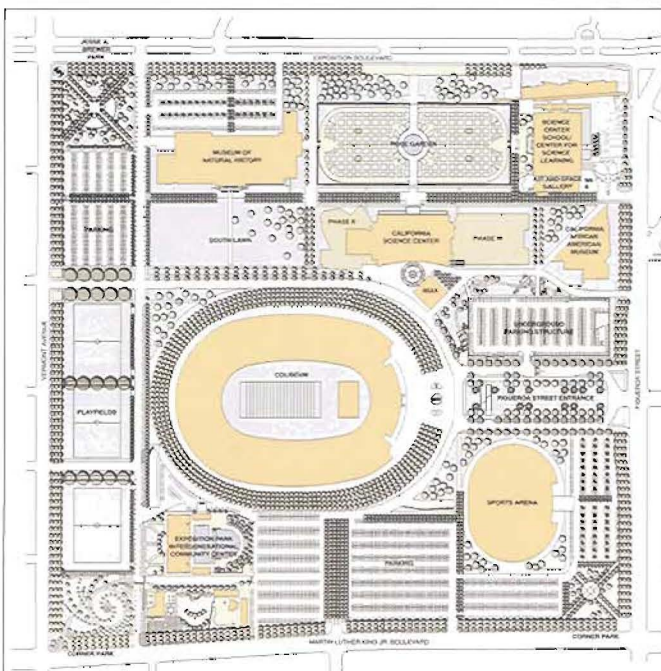 JESSE A.
BREWER
PARK
EXPOSITION BOULEVARD
MUSEUM OF
NATURAL HISTORY
ROSE GARDEN
SCIENCE
CENTER
SCHOOL/
CENTER FOR
SCIENCE
LEARNING
AIR AND SPACE
GALLERY
PARKING
SOUTH LAWN
PHASE II
CALIFORNIA
SCIENCE CENTER
PHASE III
CALIFORNIA
AFRICAN
AMERICAN
MUSEUM
IMAX
UNDERGROUND
PARKING STRUCTURE
VERMONT AVENUE
FIGUEROA STREET
COLISEUM
PLAYFIELDS
FIGUEROA STREET ENTRANCE
SPORTS ARENA
EXPOSITION PARK
INTERGENERATIONAL
COMMUNITY CENTER
PARKING
CORNER PARK
MARTIN LUTHER KING JR. BOULEVARD
CORNER PARK